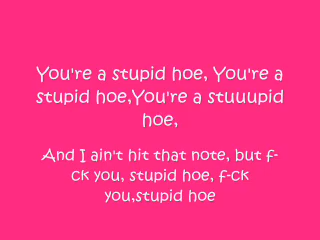 You're a stupid hoe, You're a
stupid hoe,You're a stuuupid
hoe,
And I ain't hit that note, but f-
ck you, stupid hoe, f-ck
you,stupid hoe